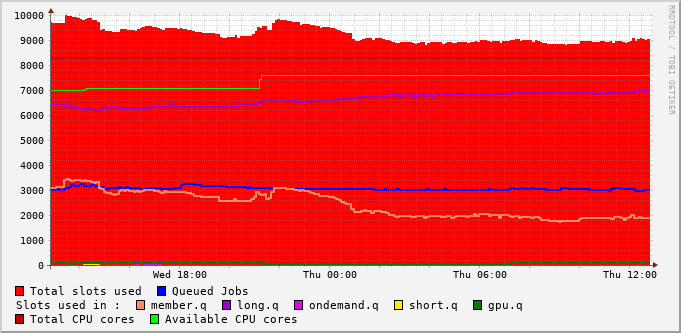 10000
9000
8000
7000
6000
5000
4000
3000
2000
1000
0
Wed 18:00 Thu 00:00 Thu 06:00 Thu 12:00
Total slots used Queued Jobs
Slots used in : member.q long.q ondemand.q short.q gpu.q
Total CPU cores Available CPU cores
RRDTOOL / TOBI OETIKER